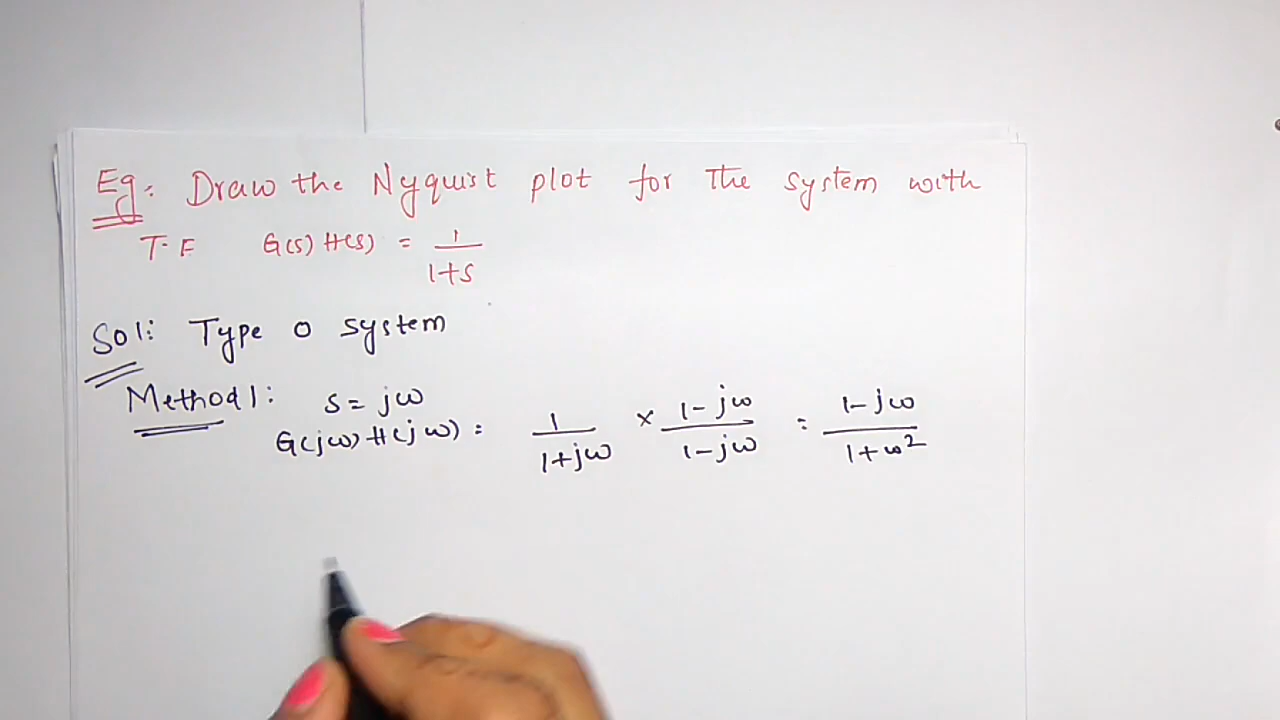 Eg: Draw the Nyquist plot for the system with
T.F G(s) H(s) = 1/(1+s)
Sol: Type 0 system
Method 1: s = jω
G(jω) H(jω) = 1/(1+jω) × (1-jω)/(1-jω) = (1-jω)/(1+ω²)